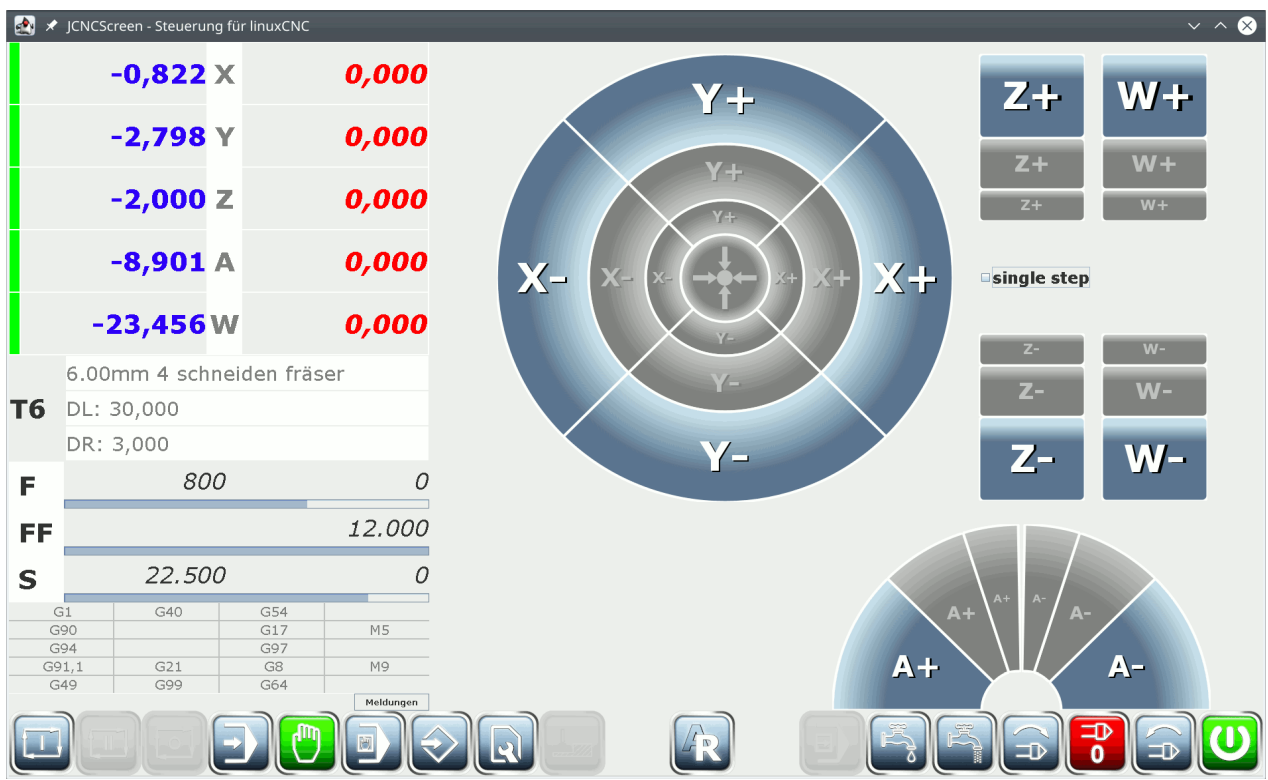 JCNCScreen - Steuerung für linuxCNC
-0,822 X 0,000
-2,798 Y 0,000
-2,000 Z 0,000
-8,901 A 0,000
-23,456 W 0,000
T6
6.00mm 4 schneiden fräser
DL: 30,000
DR: 3,000
F 800 0
FF 12.000
S 22.500 0
G1 G40 G54
G90 G17 M5
G94 G97
G91,1 G21 G8 M9
G49 G99 G64
Meldungen
Y+
Y+
Y+
X- X- X- X+ X+ X+
Y-
Y-
Y-
Z+ W+
Z+ W+
Z+ W+
single step
Z- W-
Z- W-
Z- W-
A+ A+ A+ A- A- A-
AR
0